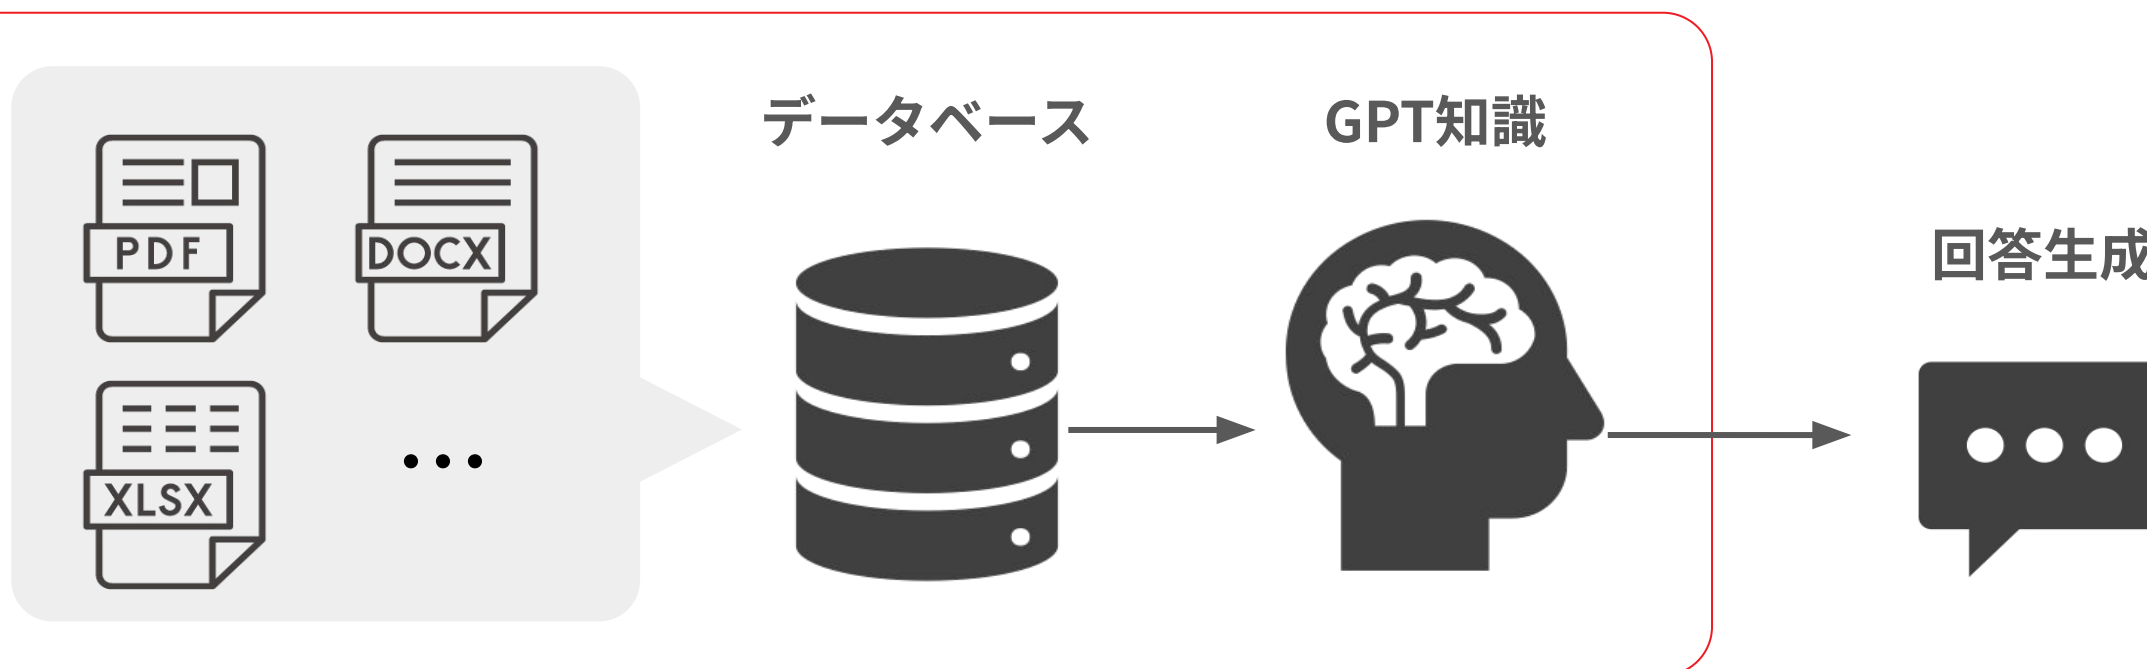 データベース
GPT知識
PDF
DOCX
回答生成
XLSX
...